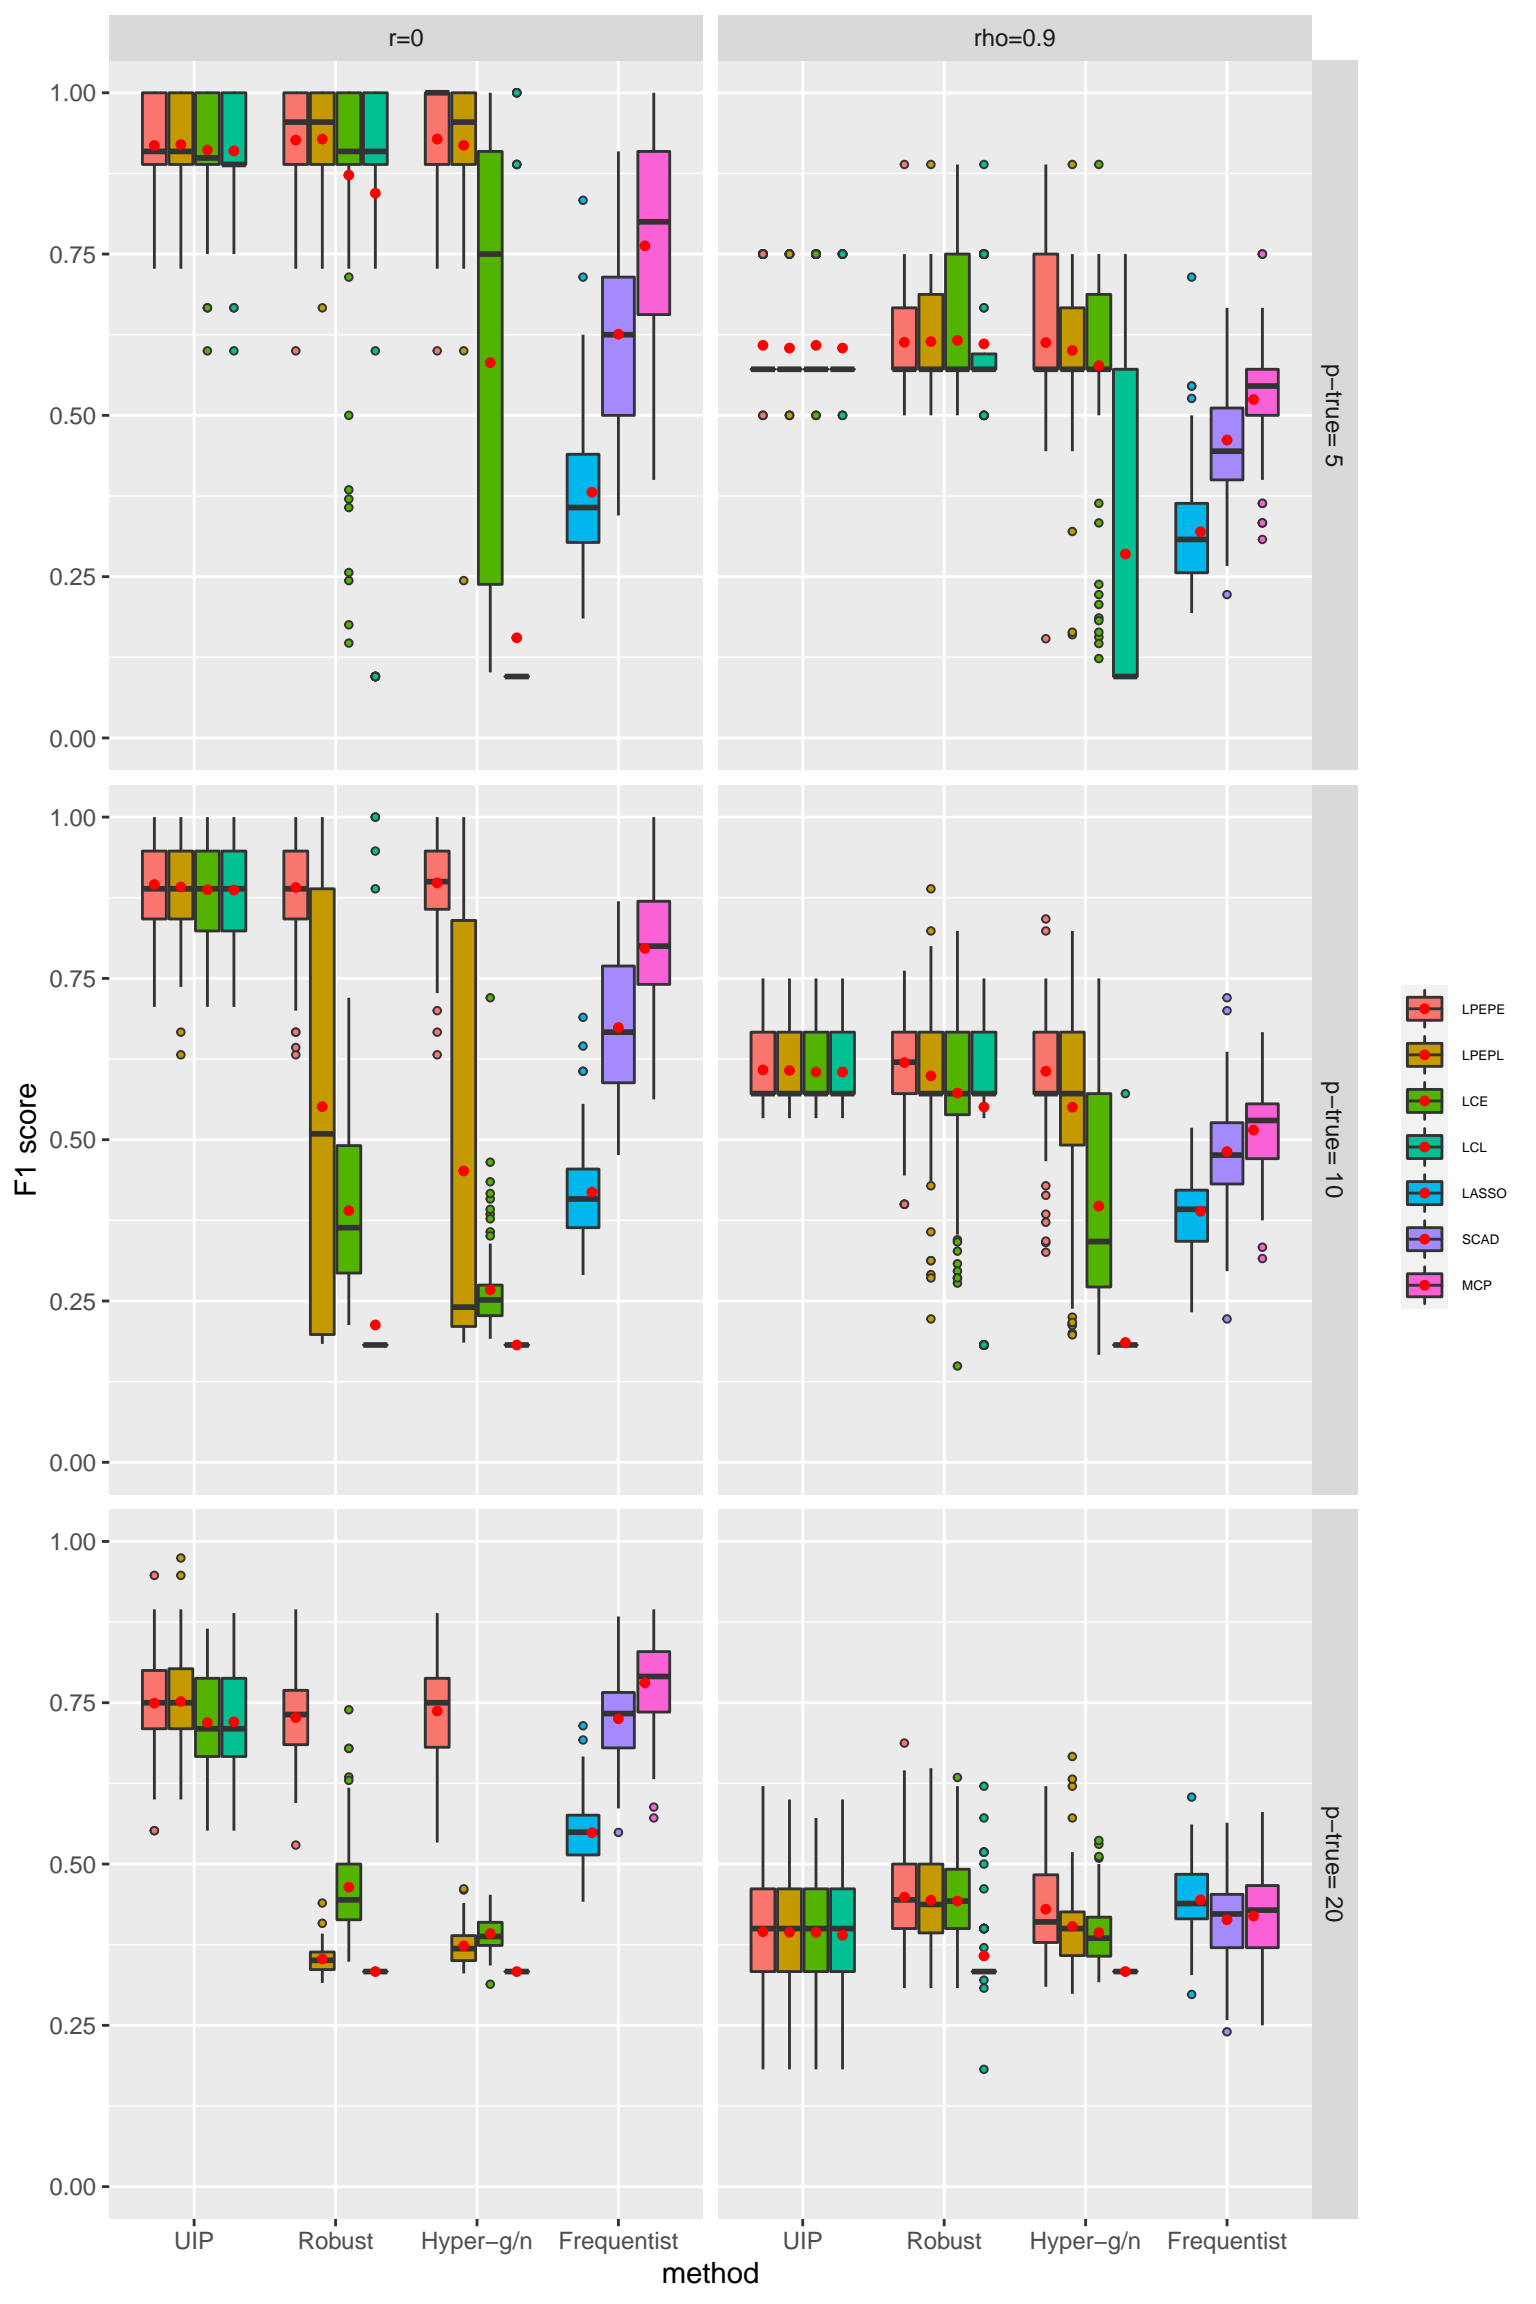 r=0
rho=0.9
1.00
0.75
0.50
0.25
0.00
p−true= 5
1.00
0.75
0.50
0.25
0.00
p−true= 10
1.00
0.75
0.50
0.25
0.00
p−true= 20
F1 score
UIP Robust Hyper−g/n Frequentist
UIP Robust Hyper−g/n Frequentist
method
LPEPE
LPEPL
LCE
LCL
LASSO
SCAD
MCP